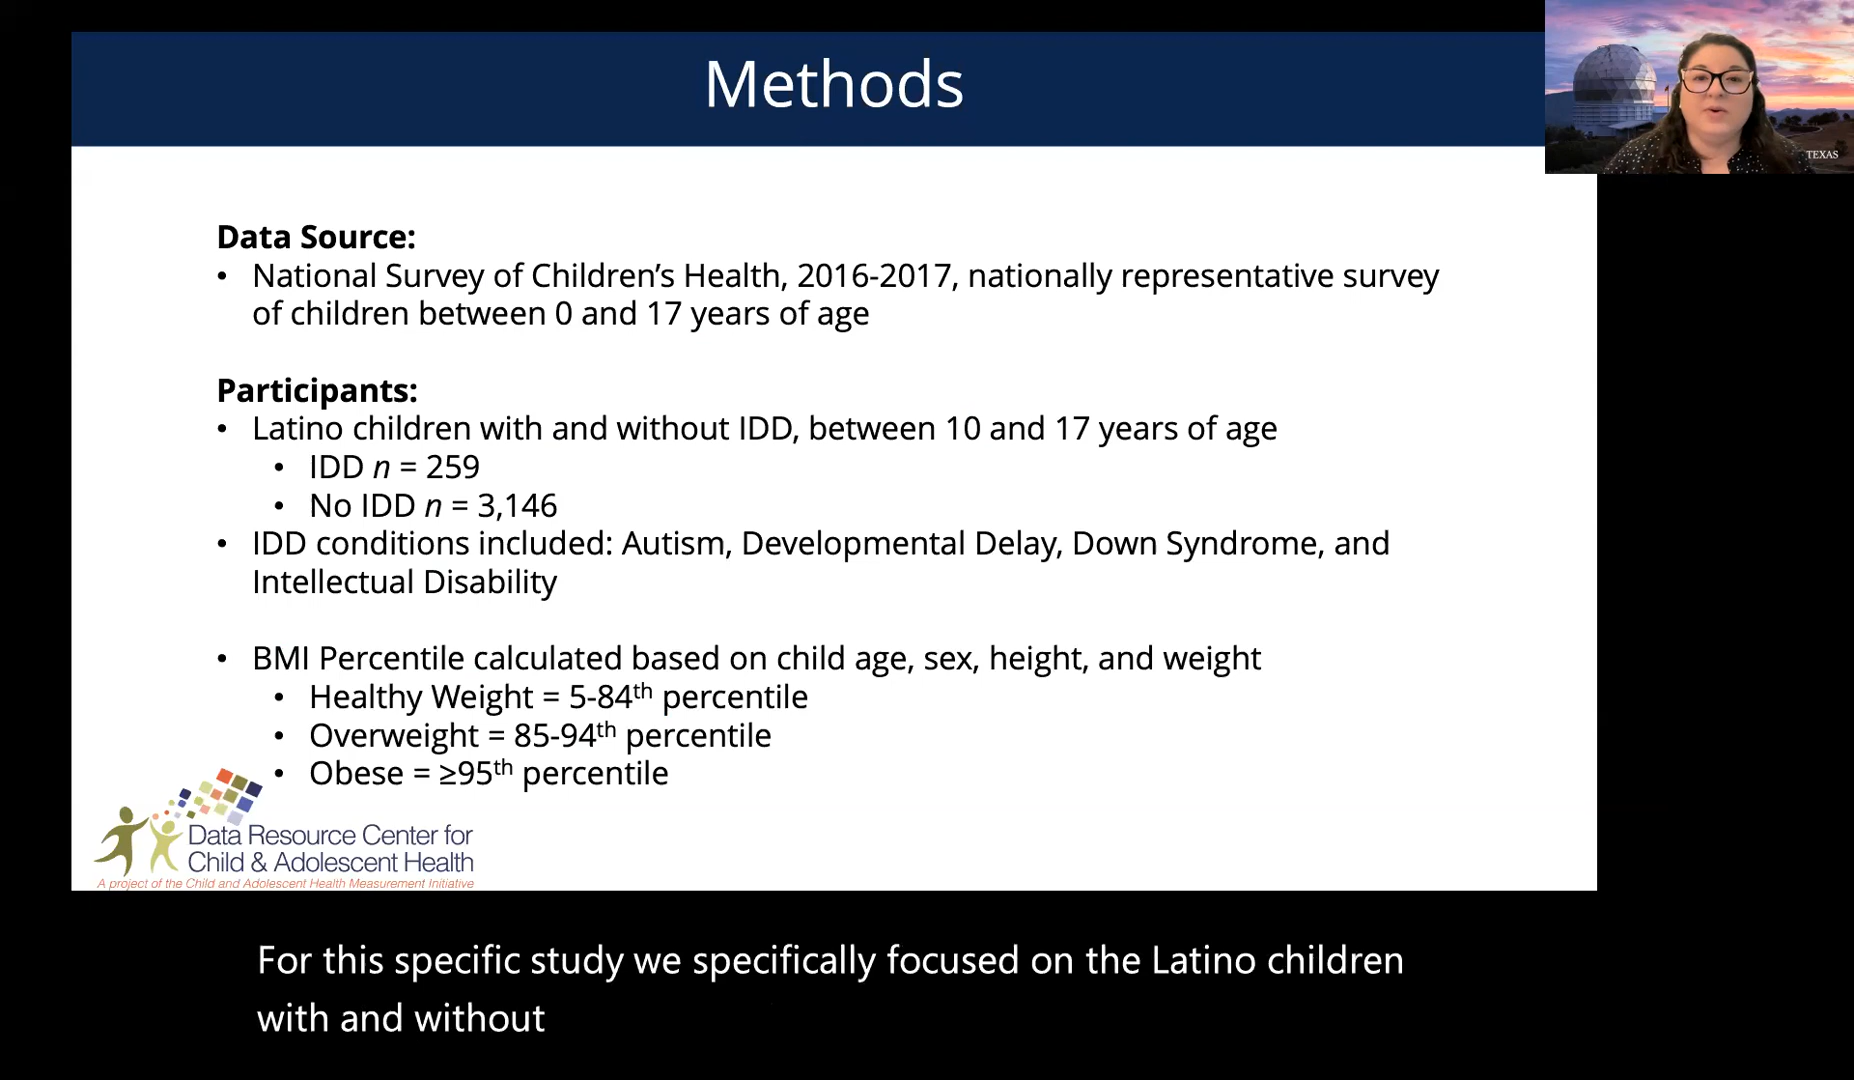 Methods
TEXAS
Data Source:
• National Survey of Children’s Health, 2016-2017, nationally representative survey
of children between 0 and 17 years of age
Participants:
• Latino children with and without IDD, between 10 and 17 years of age
• IDD n = 259
• No IDD n = 3,146
• IDD conditions included: Autism, Developmental Delay, Down Syndrome, and
Intellectual Disability
• BMI Percentile calculated based on child age, sex, height, and weight
• Healthy Weight = 5-84th percentile
• Overweight = 85-94th percentile
• Obese = ≥95th percentile
Data Resource Center for
Child & Adolescent Health
A project of the Child and Adolescent Health Measurement Initiative
For this specific study we specifically focused on the Latino children
with and without